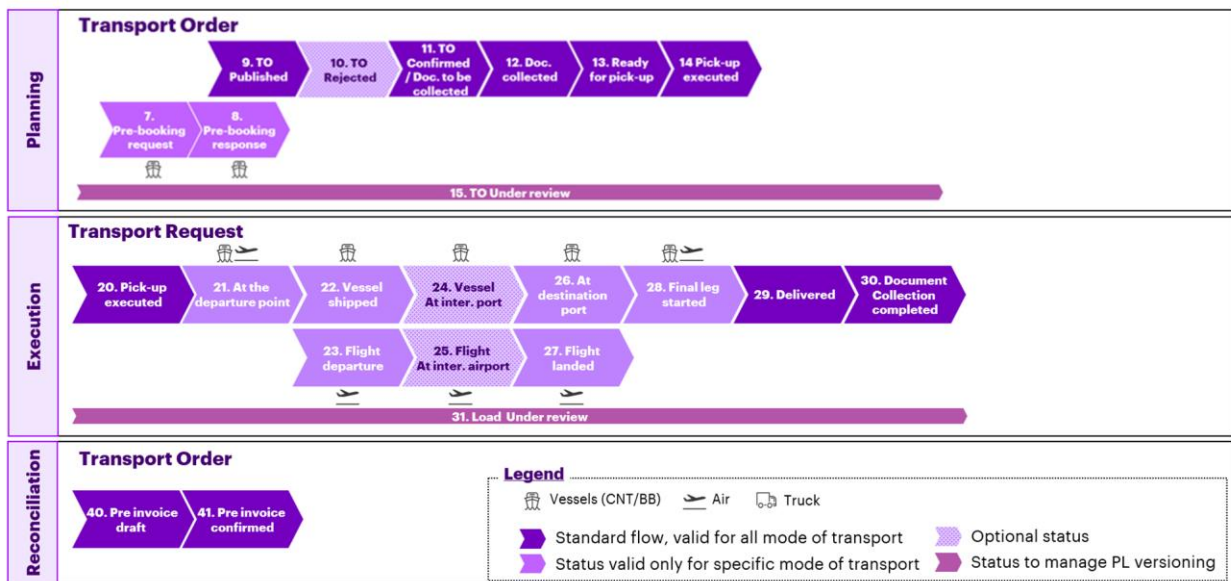 Planning
Transport Order
9. TO
Published
10. TO
Rejected
11. TO
Confirmed
/ Doc. to be
collected
12. Doc.
collected
13. Ready
for pick-up
14 Pick-up
executed
7.
Pre-booking
request
8.
Pre-booking
response
15. TO Under review
Execution
Transport Request
20. Pick-up
executed
21. At the
departure point
22. Vessel
shipped
24. Vessel
At inter. port
26. At
destination
port
28. Final leg
started
29. Delivered
30. Document
Collection
completed
23. Flight
departure
25. Flight
At inter. airport
27. Flight
landed
31. Load Under review
Reconciliation
Transport Order
40. Pre invoice
draft
41. Pre invoice
confirmed
Legend
Vessels (CNT/BB)
Air
Truck
Standard flow, valid for all mode of transport
Optional status
Status valid only for specific mode of transport
Status to manage PL versioning